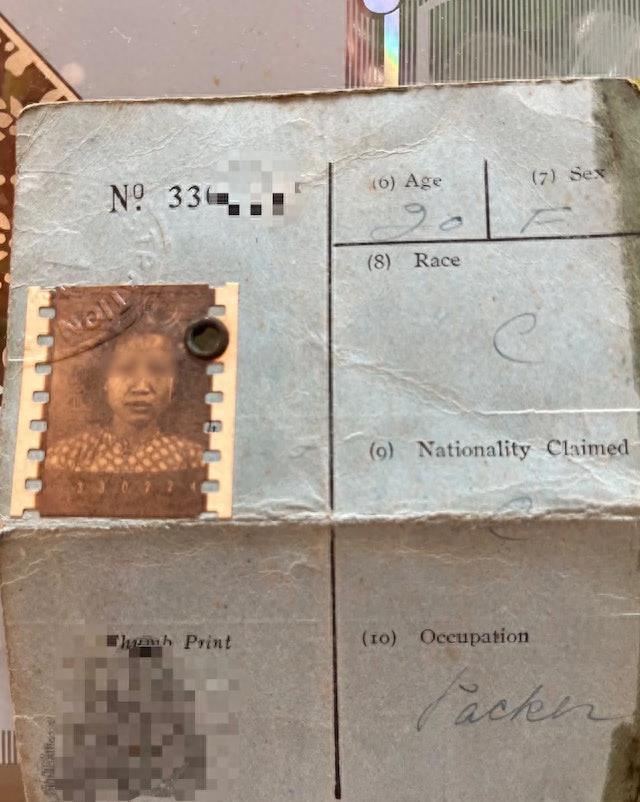 Nº 33
(6) Age
(7) Sex
20
F
(8) Race
C
(9) Nationality Claimed
C
Thumb Print
(10) Occupation
Packer